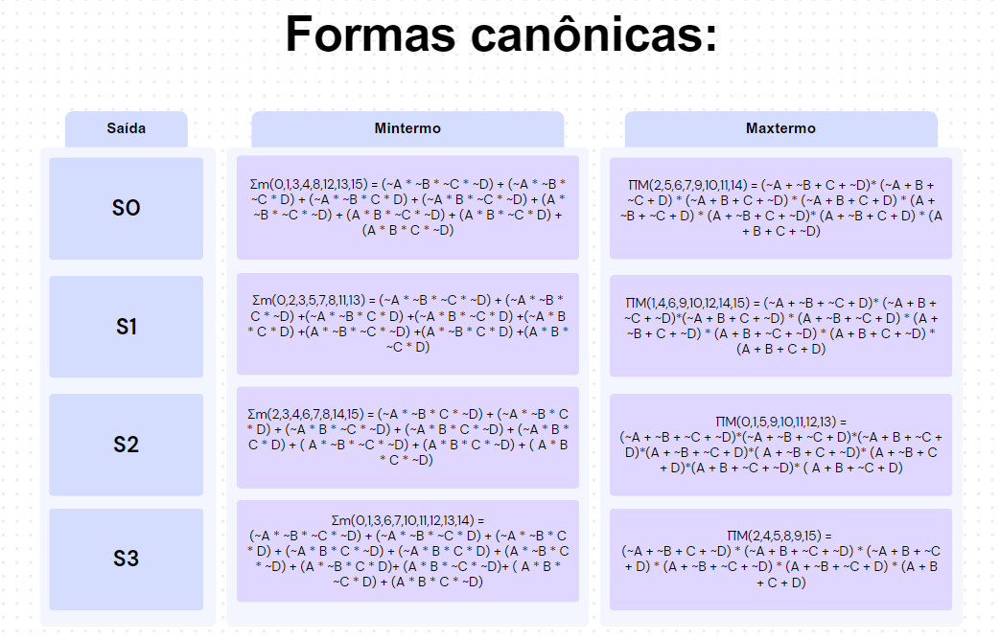 Formas canônicas:
Saída
Mintermo
Maxtermo
S0
Σm(0,1,3,4,8,12,13,15) = (~A * ~B * ~C * ~D) + (~A * ~B *
~C * D) + (~A * ~B * C * D) + (~A * B * ~C * ~D) + (A *
~B * ~C * ~D) + (A * B * ~C * ~D) + (A * B * ~C * D) +
(A * B * C * ~D)
ΠM(2,5,6,7,9,10,11,14) = (~A + ~B + C + ~D)* (~A + B +
~C + D) * (~A + B + C + ~D) * (~A + B + C + D) * (A +
~B + ~C + D) * (A + ~B + C + ~D)* (A + ~B + C + D) * (A
+ B + C + ~D)
S1
Σm(0,2,3,5,7,8,11,13) = (~A * ~B * ~C * ~D) + (~A * ~B *
C * ~D) +(~A * ~B * C * D) +(~A * B * ~C * D) +(~A * B
* C * D) +(A * ~B * ~C * ~D) +(A * ~B * C * D) +(A * B *
~C * D)
ΠM(1,4,6,9,10,12,14,15) = (~A + ~B + ~C + D)* (~A + B +
~C + ~D)*(~A + B + C + ~D) * (A + ~B + ~C + D) * (A +
~B + C + ~D) * (A + B + ~C + ~D) * (A + B + C + ~D) *
(A + B + C + D)
S2
Σm(2,3,4,6,7,8,14,15) = (~A * ~B * C * ~D) + (~A * ~B * C
* D) + (~A * B * ~C * ~D) + (~A * B * C * ~D) + (~A * B *
C * D) + ( A * ~B * ~C * ~D) + (A * B * C * ~D) + ( A * B
* C * ~D)
ΠM(0,1,5,9,10,11,12,13) =
(~A + ~B + ~C + ~D)*(~A + ~B + ~C + D)*(~A + B + ~C +
D)*(A + ~B + ~C + D)*( A + ~B + C + ~D)* (A + ~B + C
+ D)*(A + B + ~C + ~D)* ( A + B + ~C + D)
S3
Σm(0,1,3,6,7,10,11,12,13,14) =
(~A * ~B * ~C * ~D) + (~A * ~B * ~C * D) + (~A * ~B * C
* D) + (~A * B * C * ~D) + (~A * B * C * D) + (A * ~B * C
* ~D) + (A * ~B * C * D)+ (A * B * ~C * ~D)+ ( A * B *
~C * D) + (A * B * C * ~D)
ΠM(2,4,5,8,9,15) =
(~A + ~B + C + ~D) * (~A + B + ~C + ~D) * (~A + B + ~C
+ D) * (A + ~B + ~C + ~D) * (A + ~B + ~C + D) * (A + B
+ C + D)